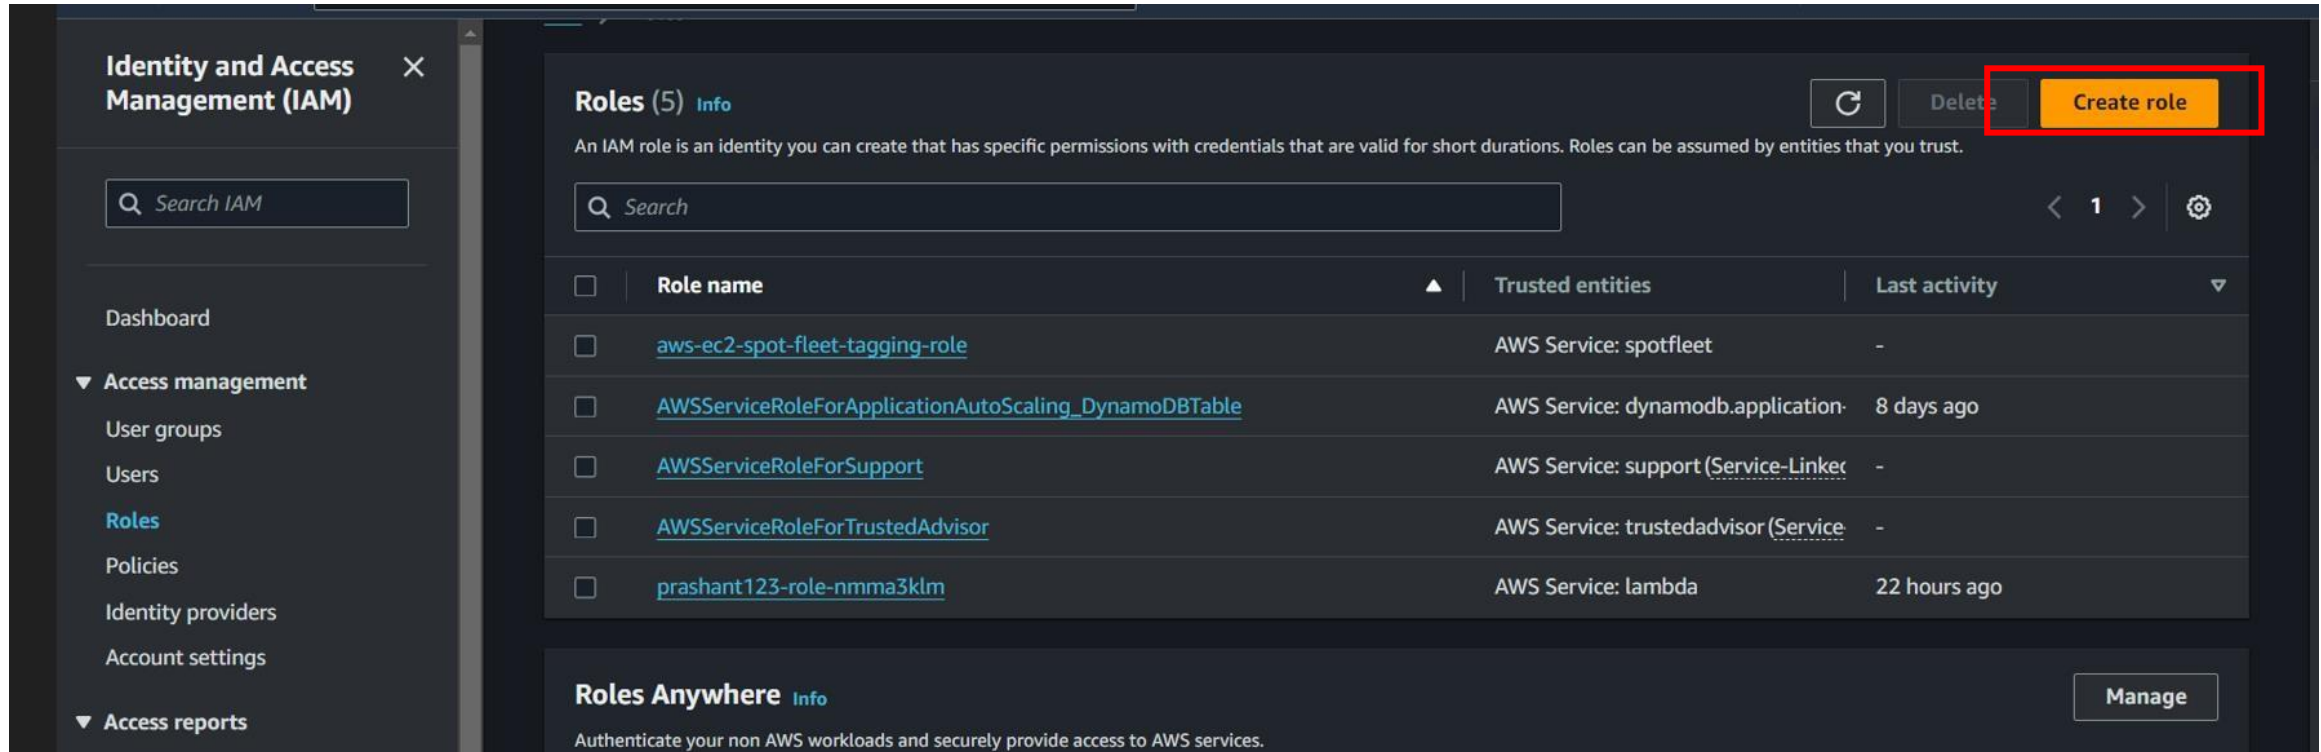 Identity and Access
Management (IAM)
Search IAM
Dashboard
Access management
User groups
Users
Roles
Policies
Identity providers
Account settings
Access reports
Roles (5) Info
Delete
Create role
An IAM role is an identity you can create that has specific permissions with credentials that are valid for short durations. Roles can be assumed by entities that you trust.
Search
1
Role name Trusted entities Last activity
aws-ec2-spot-fleet-tagging-role AWS Service: spotfleet -
AWSServiceRoleForApplicationAutoScaling_DynamoDBTable AWS Service: dynamodb.application- 8 days ago
AWSServiceRoleForSupport AWS Service: support (Service-Linked -
AWSServiceRoleForTrustedAdvisor AWS Service: trustedadvisor (Service- -
prashant123-role-nmma3klm AWS Service: lambda 22 hours ago
Roles Anywhere Info
Manage
Authenticate your non AWS workloads and securely provide access to AWS services.